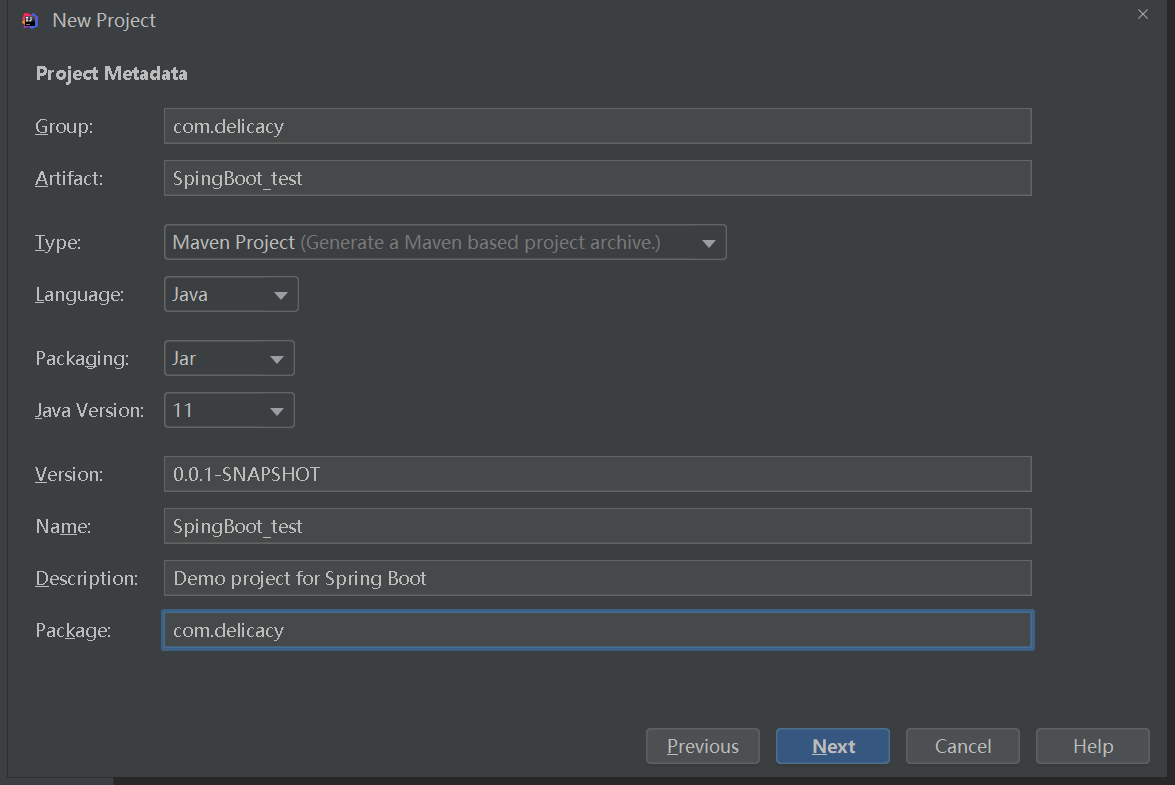 New Project
Project Metadata
Group: com.delicacy
Artifact: SpingBoot_test
Type: Maven Project (Generate a Maven based project archive.)
Language: Java
Packaging: Jar
Java Version: 11
Version: 0.0.1-SNAPSHOT
Name: SpingBoot_test
Description: Demo project for Spring Boot
Package: com.delicacy
Previous Next Cancel Help